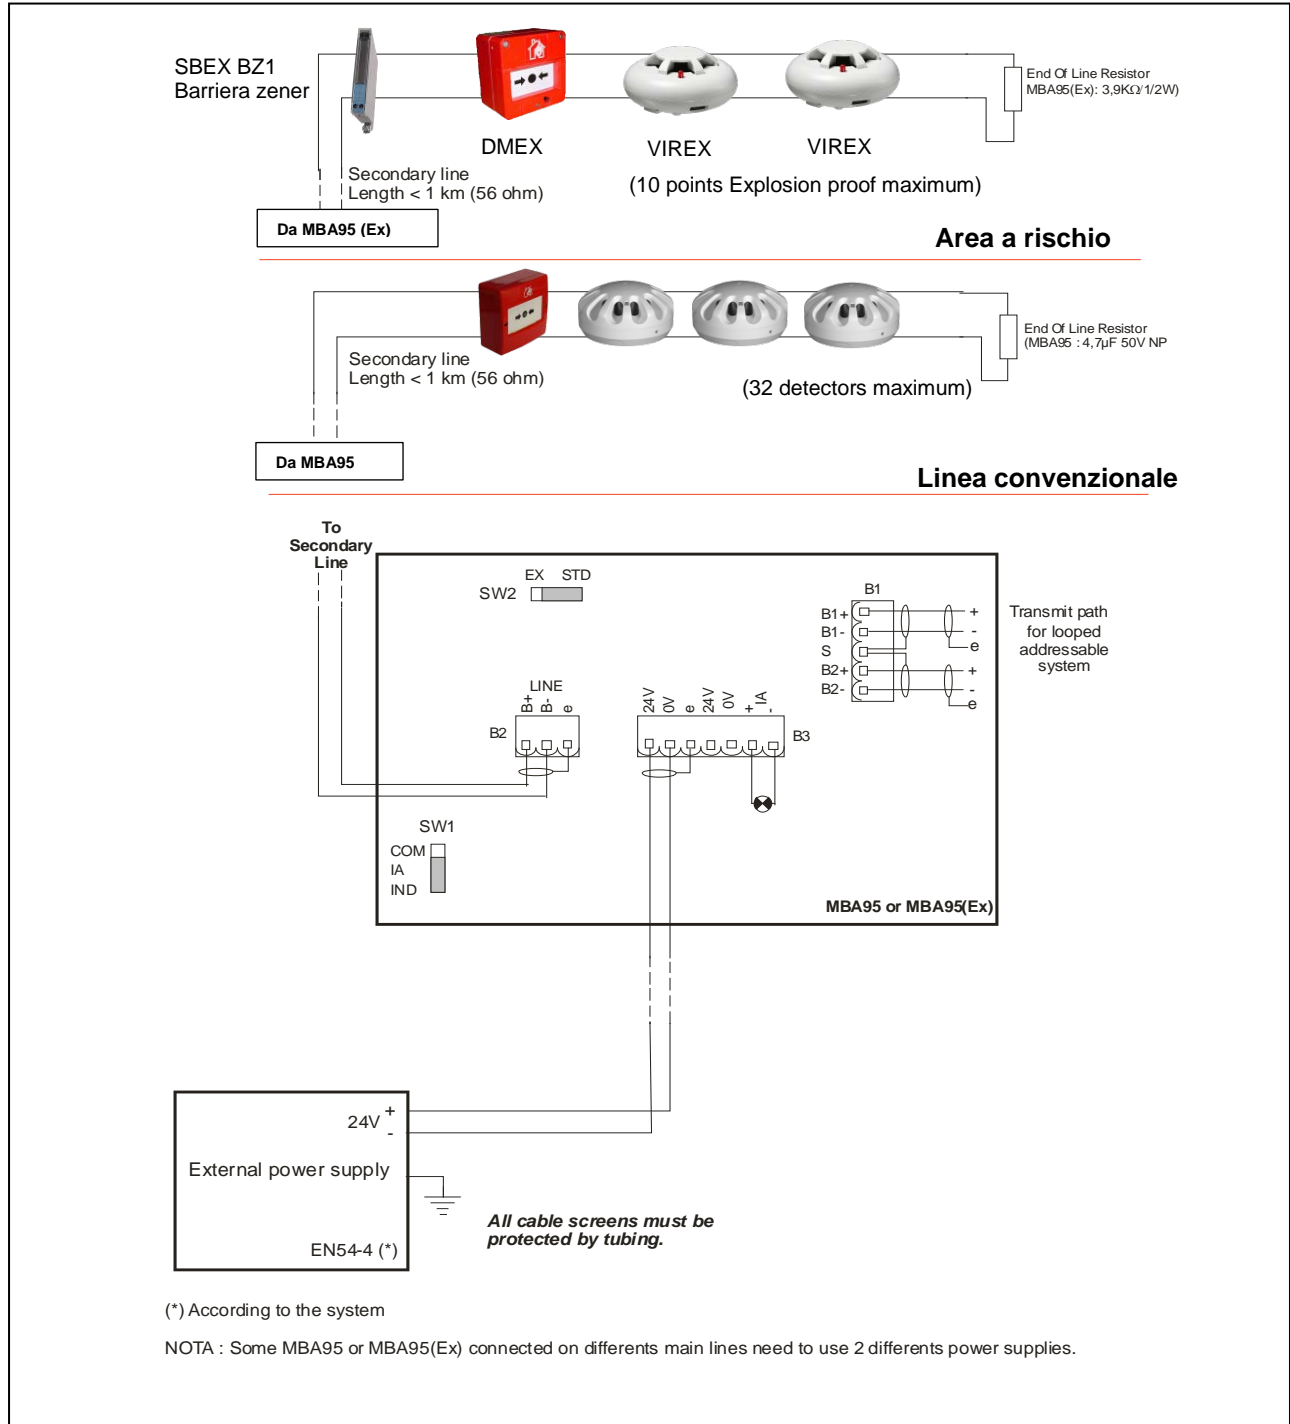 SBEX BZ1
Barriera zener
End Of Line Resistor
MBA95(Ex): 3,9KΩ/1/2W)
DMEX
VIREX
VIREX
Secondary line
Length < 1 km (56 ohm)
(10 points Explosion proof maximum)
Da MBA95 (Ex)
Area a rischio
End Of Line Resistor
(MBA95 : 4,7µF 50V NP
Secondary line
Length < 1 km (56 ohm)
(32 detectors maximum)
Da MBA95
Linea convenzionale
To
Secondary
Line
EX STD
SW2
B1
B1+
B1-
S
B2+
B2-
+
-
e
+
-
e
Transmit path
for looped
addressable
system
LINE
B+
B-
e
B2
24V
0V
e
24V
0V
+
IA
-
B3
SW1
COM
IA
IND
MBA95 or MBA95(Ex)
24V
+
-
External power supply
EN54-4 (*)
All cable screens must be
protected by tubing.
(*) According to the system
NOTA : Some MBA95 or MBA95(Ex) connected on differents main lines need to use 2 differents power supplies.